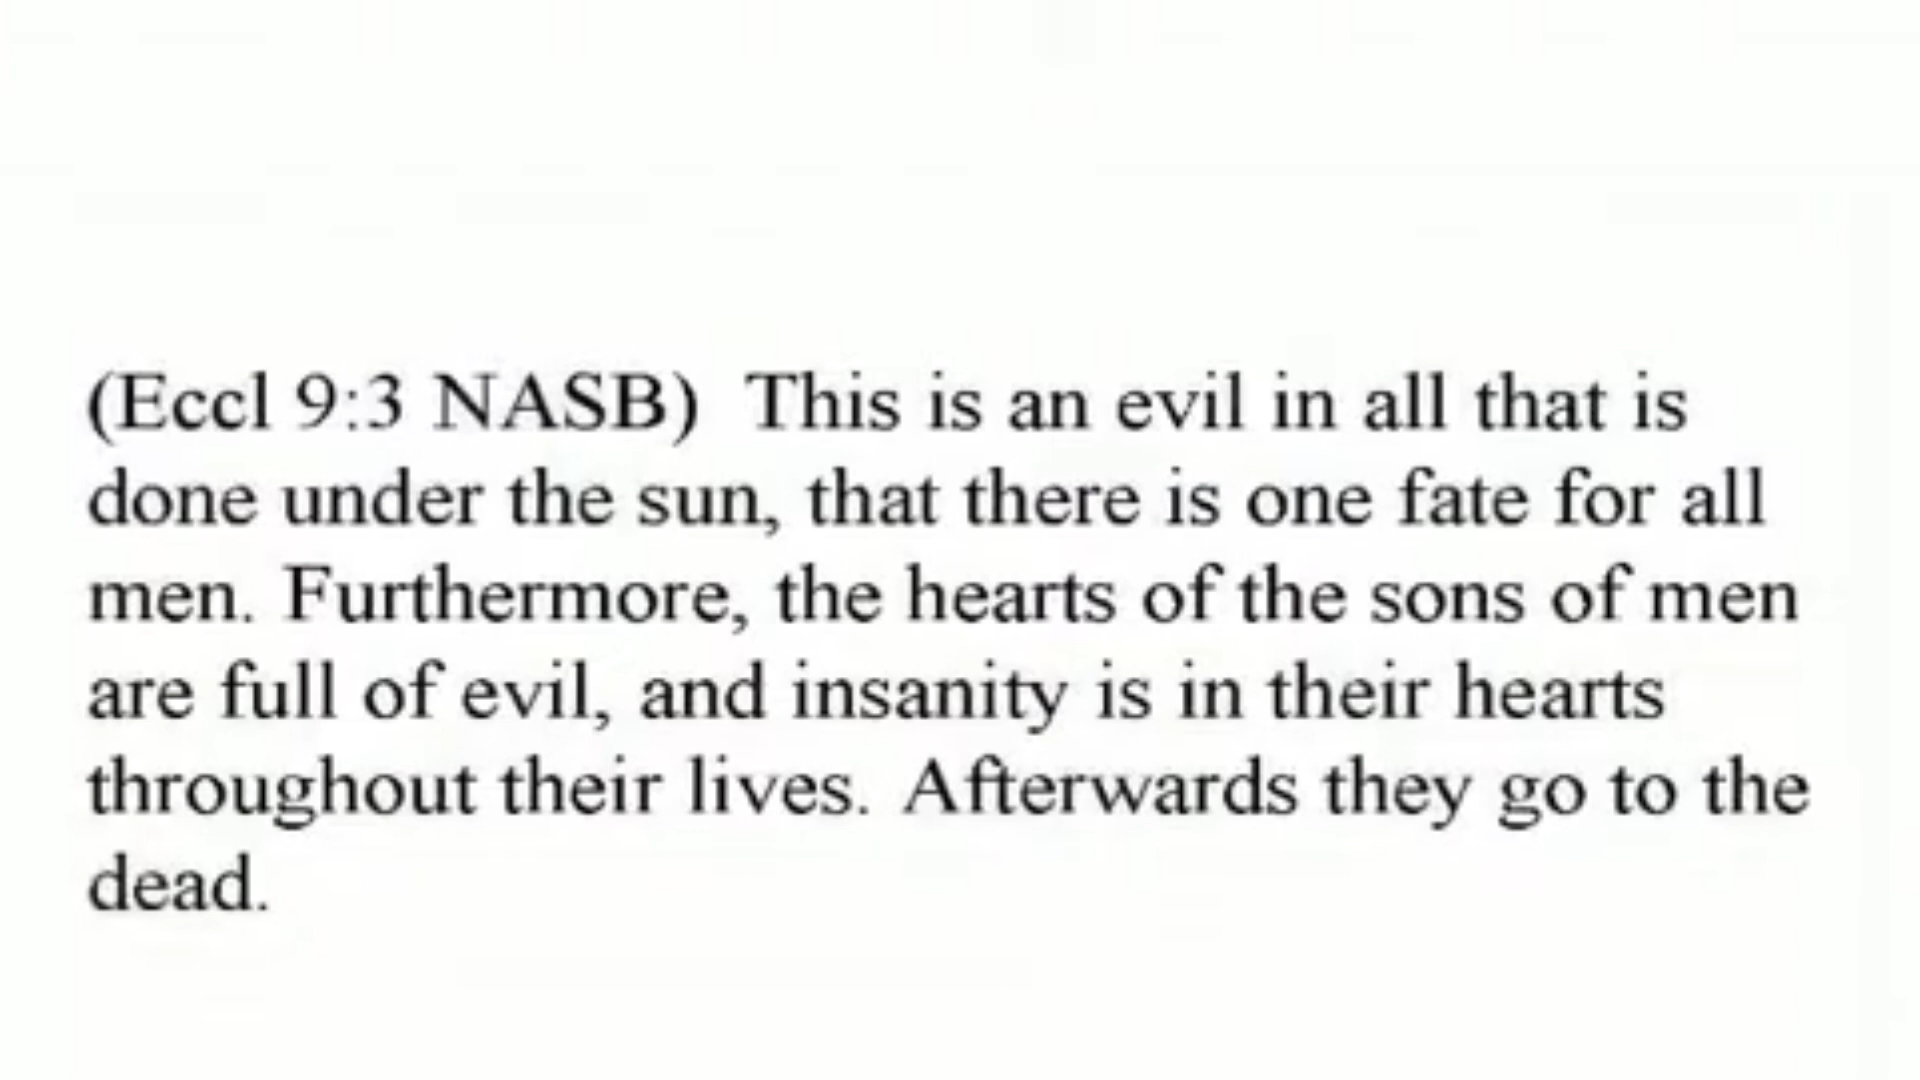 (Eccl 9:3 NASB)  This is an evil in all that is
done under the sun, that there is one fate for all
men. Furthermore, the hearts of the sons of men
are full of evil, and insanity is in their hearts
throughout their lives. Afterwards they go to the
dead.